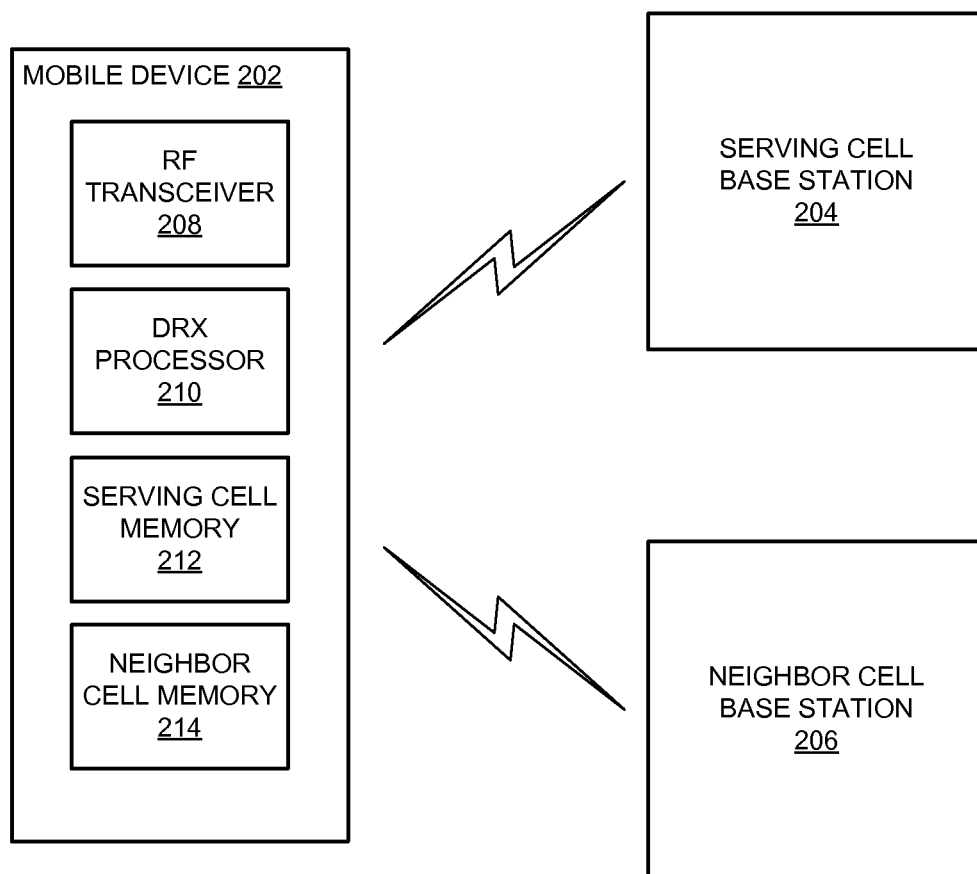 MOBILE DEVICE 202
RF
TRANSCEIVER
208
DRX
PROCESSOR
210
SERVING CELL
MEMORY
212
NEIGHBOR
CELL MEMORY
214
SERVING CELL
BASE STATION
204
NEIGHBOR CELL
BASE STATION
206